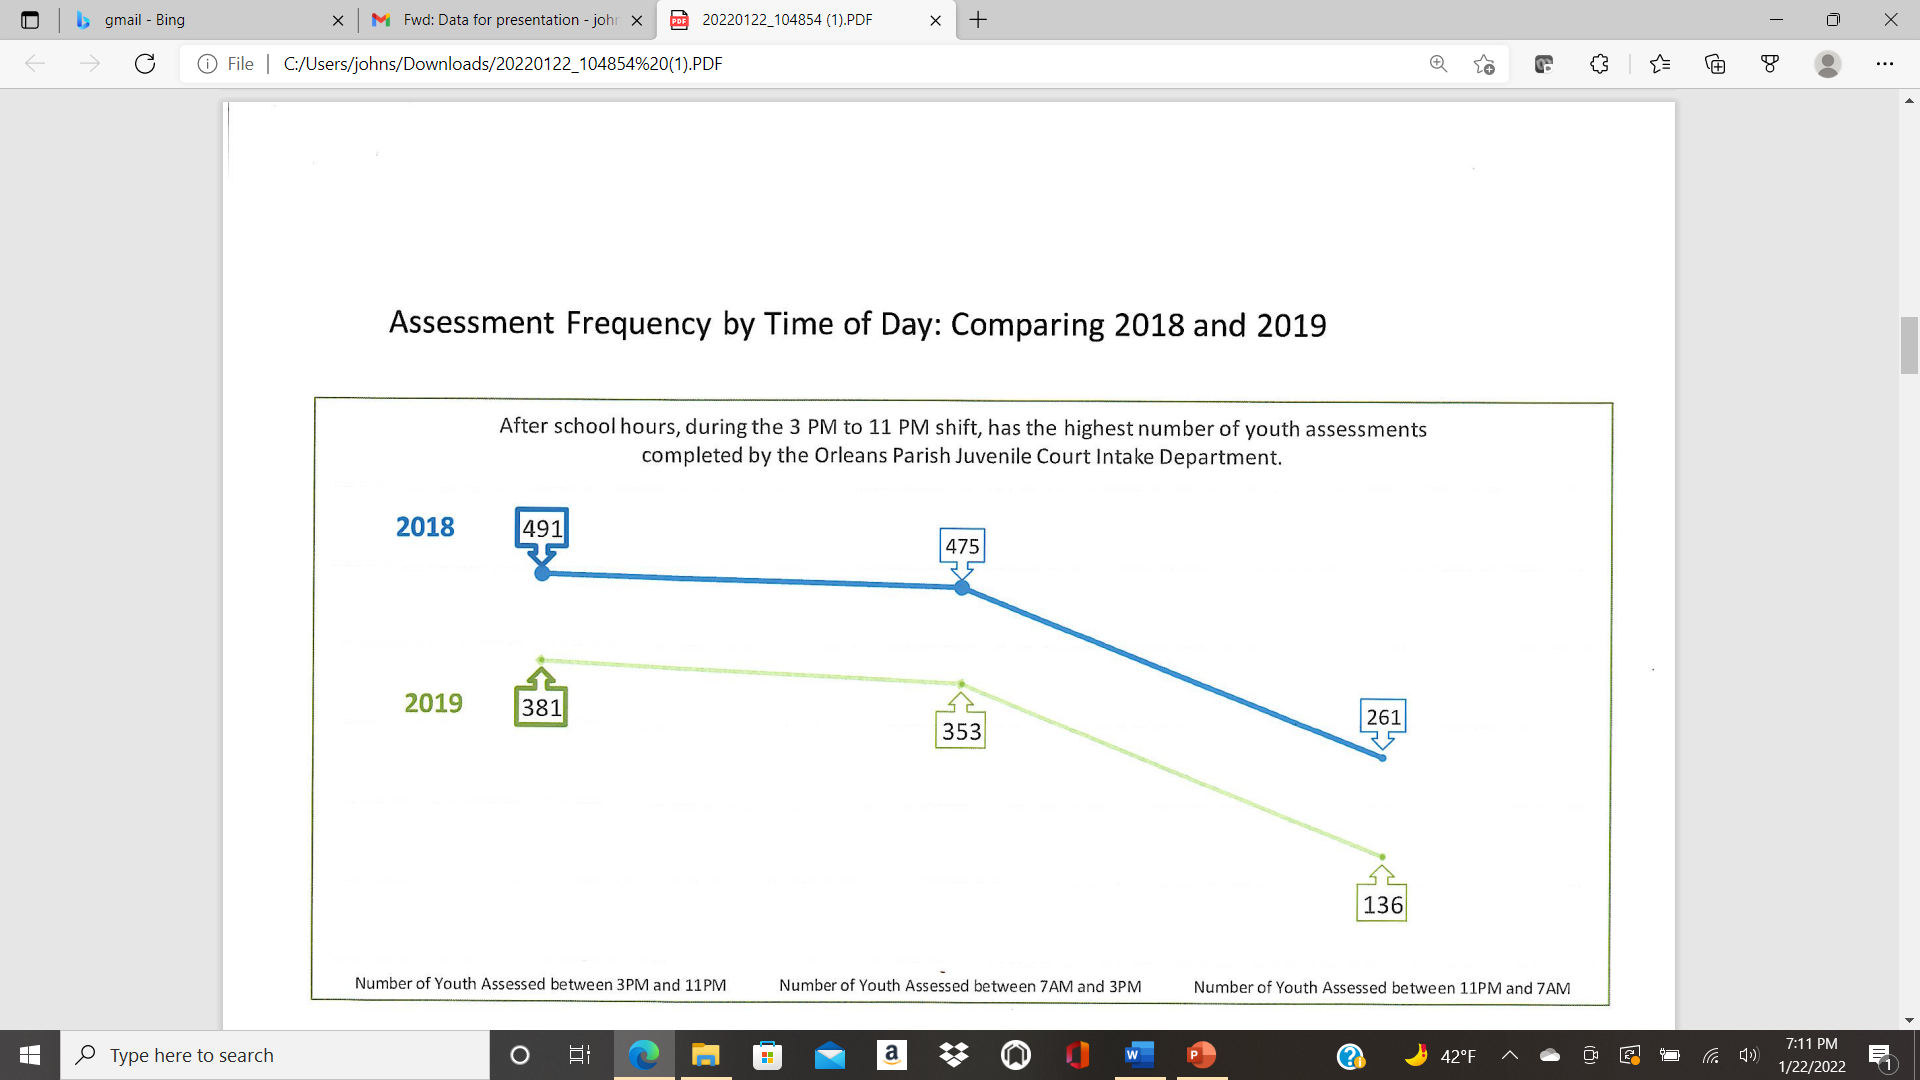 gmail - Bing
Fwd: Data for presentation - john
20220122_104854 (1).PDF
File
C:/Users/johns/Downloads/20220122_104854%20(1).PDF
Assessment Frequency by Time of Day: Comparing 2018 and 2019
After school hours, during the 3 PM to 11 PM shift, has the highest number of youth assessments
completed by the Orleans Parish Juvenile Court Intake Department.
2018
491
475
261
2019
381
353
136
Number of Youth Assessed between 3PM and 11PM
Number of Youth Assessed between 7AM and 3PM
Number of Youth Assessed between 11PM and 7AM
Type here to search
42°F
7:11 PM
1/22/2022
1